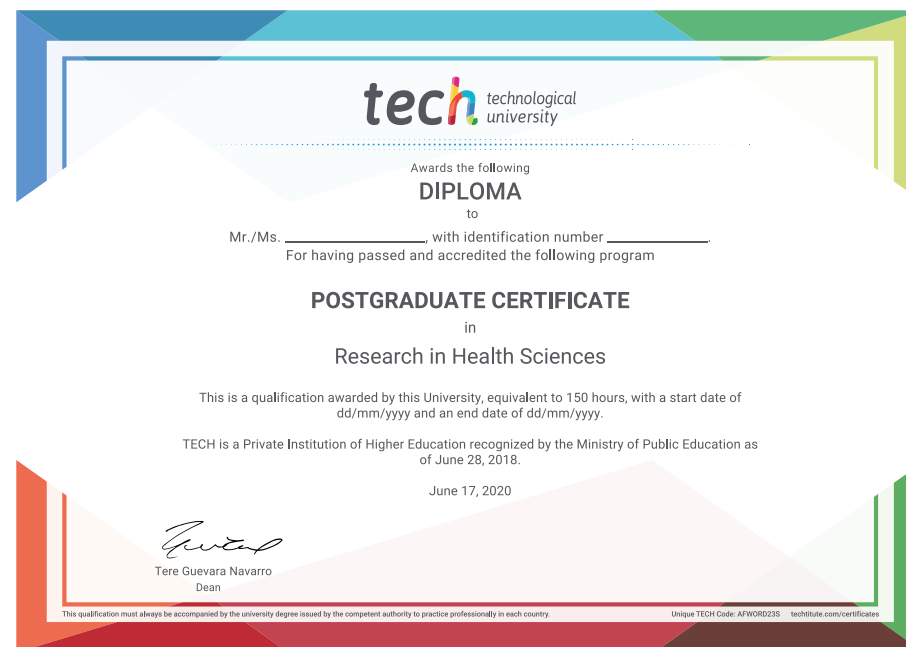 tech technological
university
Awards the following
DIPLOMA
to
Mr./Ms. ____________________, with identification number ______________.
For having passed and accredited the following program
POSTGRADUATE CERTIFICATE
in
Research in Health Sciences
This is a qualification awarded by this University, equivalent to 150 hours, with a start date of
dd/mm/yyyy and an end date of dd/mm/yyyy.
TECH is a Private Institution of Higher Education recognized by the Ministry of Public Education as
of June 28, 2018.
June 17, 2020
Tere Guevara Navarro
Dean
This qualification must always be accompanied by the university degree issued by the competent authority to practice professionally in each country. Unique TECH Code: AFWORD23S techtitute.com/certificates